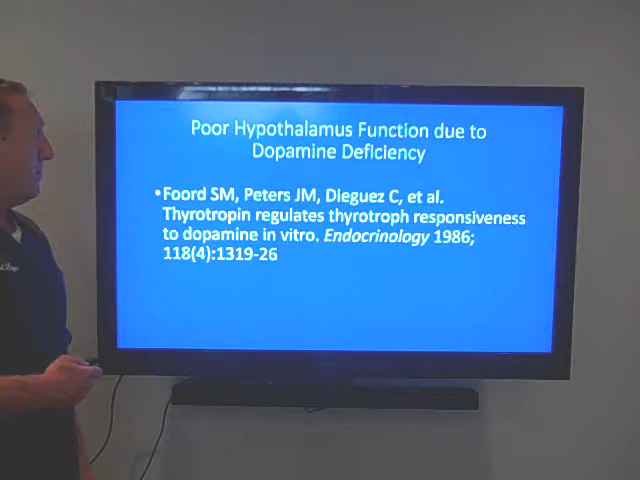 Poor Hypothalamus Function due to
Dopamine Deficiency
•Foord SM, Peters JM, Dieguez C, et al.
Thyrotropin regulates thyrotroph responsiveness
to dopamine in vitro. Endocrinology 1986;
118(4):1319-26